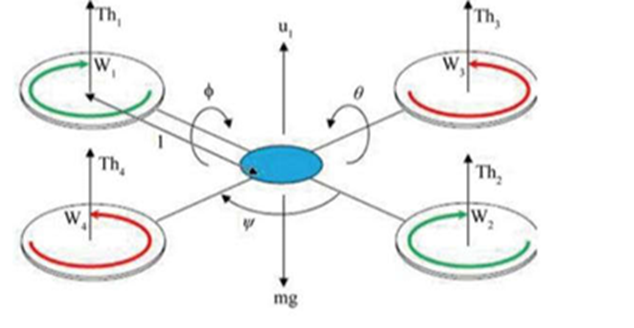 Th₁
Th₃
u₁
W₁
W₃
ϕ
θ
l
Th₄
Th₂
W₄
W₂
ψ
mg